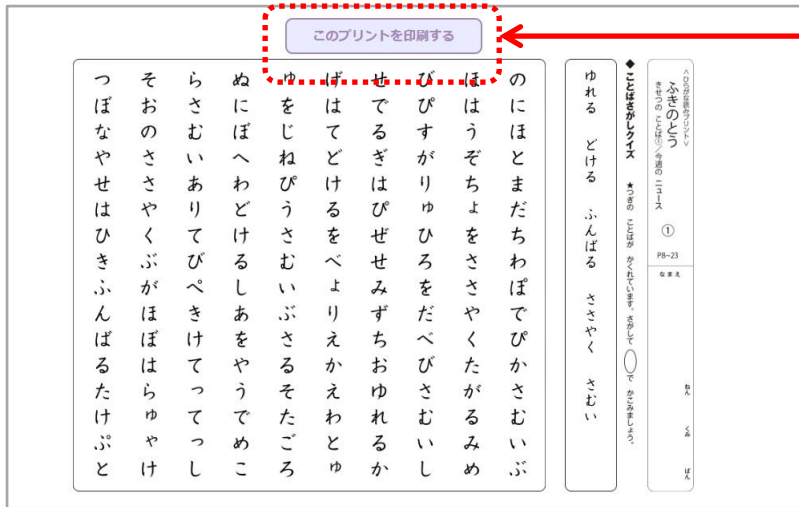 このプリントを印刷する
<ひらがな読みプリント>
ふきのとう
きせつの ことば①/今週の ニュース
①
P8~23
なまえ
ねん くみ ばん
◆ことばさがしクイズ ★つぎの ことばが かくれています。さがして ◯で かこみましょう。
ゆれる どける ふんばる ささやく さむい
のにほとまだちわぽでぴかさむいぶ
ほはうぞちょをささやくたがるみめ
びぴすがりゅひろをだべびさむいし
せでるぎはぴぜせみずちおゆれるか
げはてどけるをべょりえかえわとゅ
ゅをじねぴうさむいぶさるそたごろ
ぬにぼへわどけるしあをやうでめこ
らさむいありてびぺきけてってっし
そおのささやくぶがほぼはらゅゃけ
つぼなやせはひきふんばるたけぷと